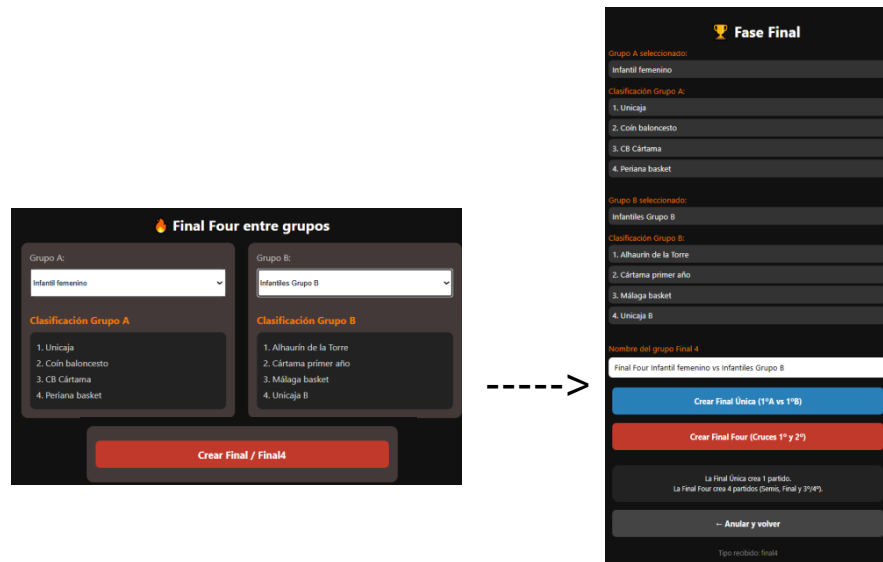 🔥 Final Four entre grupos
Grupo A:
Infantil femenino
Clasificación Grupo A
1. Unicaja
2. Coín baloncesto
3. CB Cártama
4. Periana basket
Grupo B:
Infantiles Grupo B
Clasificación Grupo B
1. Alhaurín de la Torre
2. Cártama primer año
3. Málaga basket
4. Unicaja B
Crear Final / Final4
----->
🏆 Fase Final
Grupo A seleccionado:
Infantil femenino
Clasificación Grupo A:
1. Unicaja
2. Coín baloncesto
3. CB Cártama
4. Periana basket
Grupo B seleccionado:
Infantiles Grupo B
Clasificación Grupo B:
1. Alhaurín de la Torre
2. Cártama primer año
3. Málaga basket
4. Unicaja B
Nombre del grupo Final 4
Final Four Infantil femenino vs Infantiles Grupo B
Crear Final Única (1ºA vs 1ºB)
Crear Final Four (Cruces 1º y 2º)
La Final Única crea 1 partido.
La Final Four crea 4 partidos (Semis, Final y 3º/4º).
← Anular y volver
Tipo recibido: final4